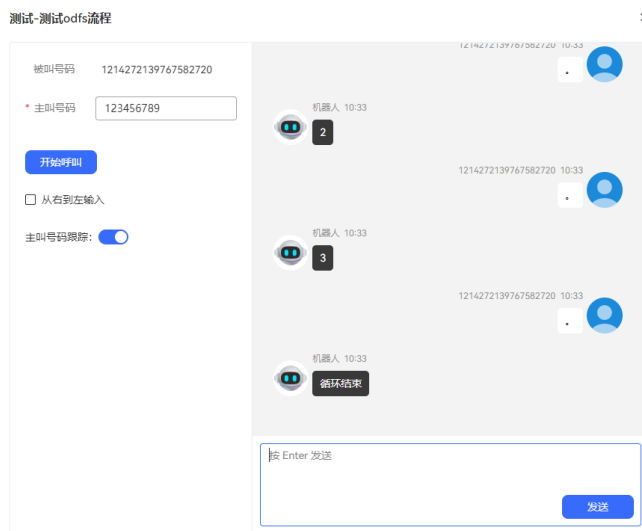 测试-测试odfs流程
被叫号码 1214272139767582720
* 主叫号码 123456789
开始呼叫
从右到左输入
主叫号码跟踪:
1214272139767582720 10:33
.
机器人 10:33
2
1214272139767582720 10:33
.
机器人 10:33
3
1214272139767582720 10:33
.
机器人 10:33
循环结束
按 Enter 发送
发送